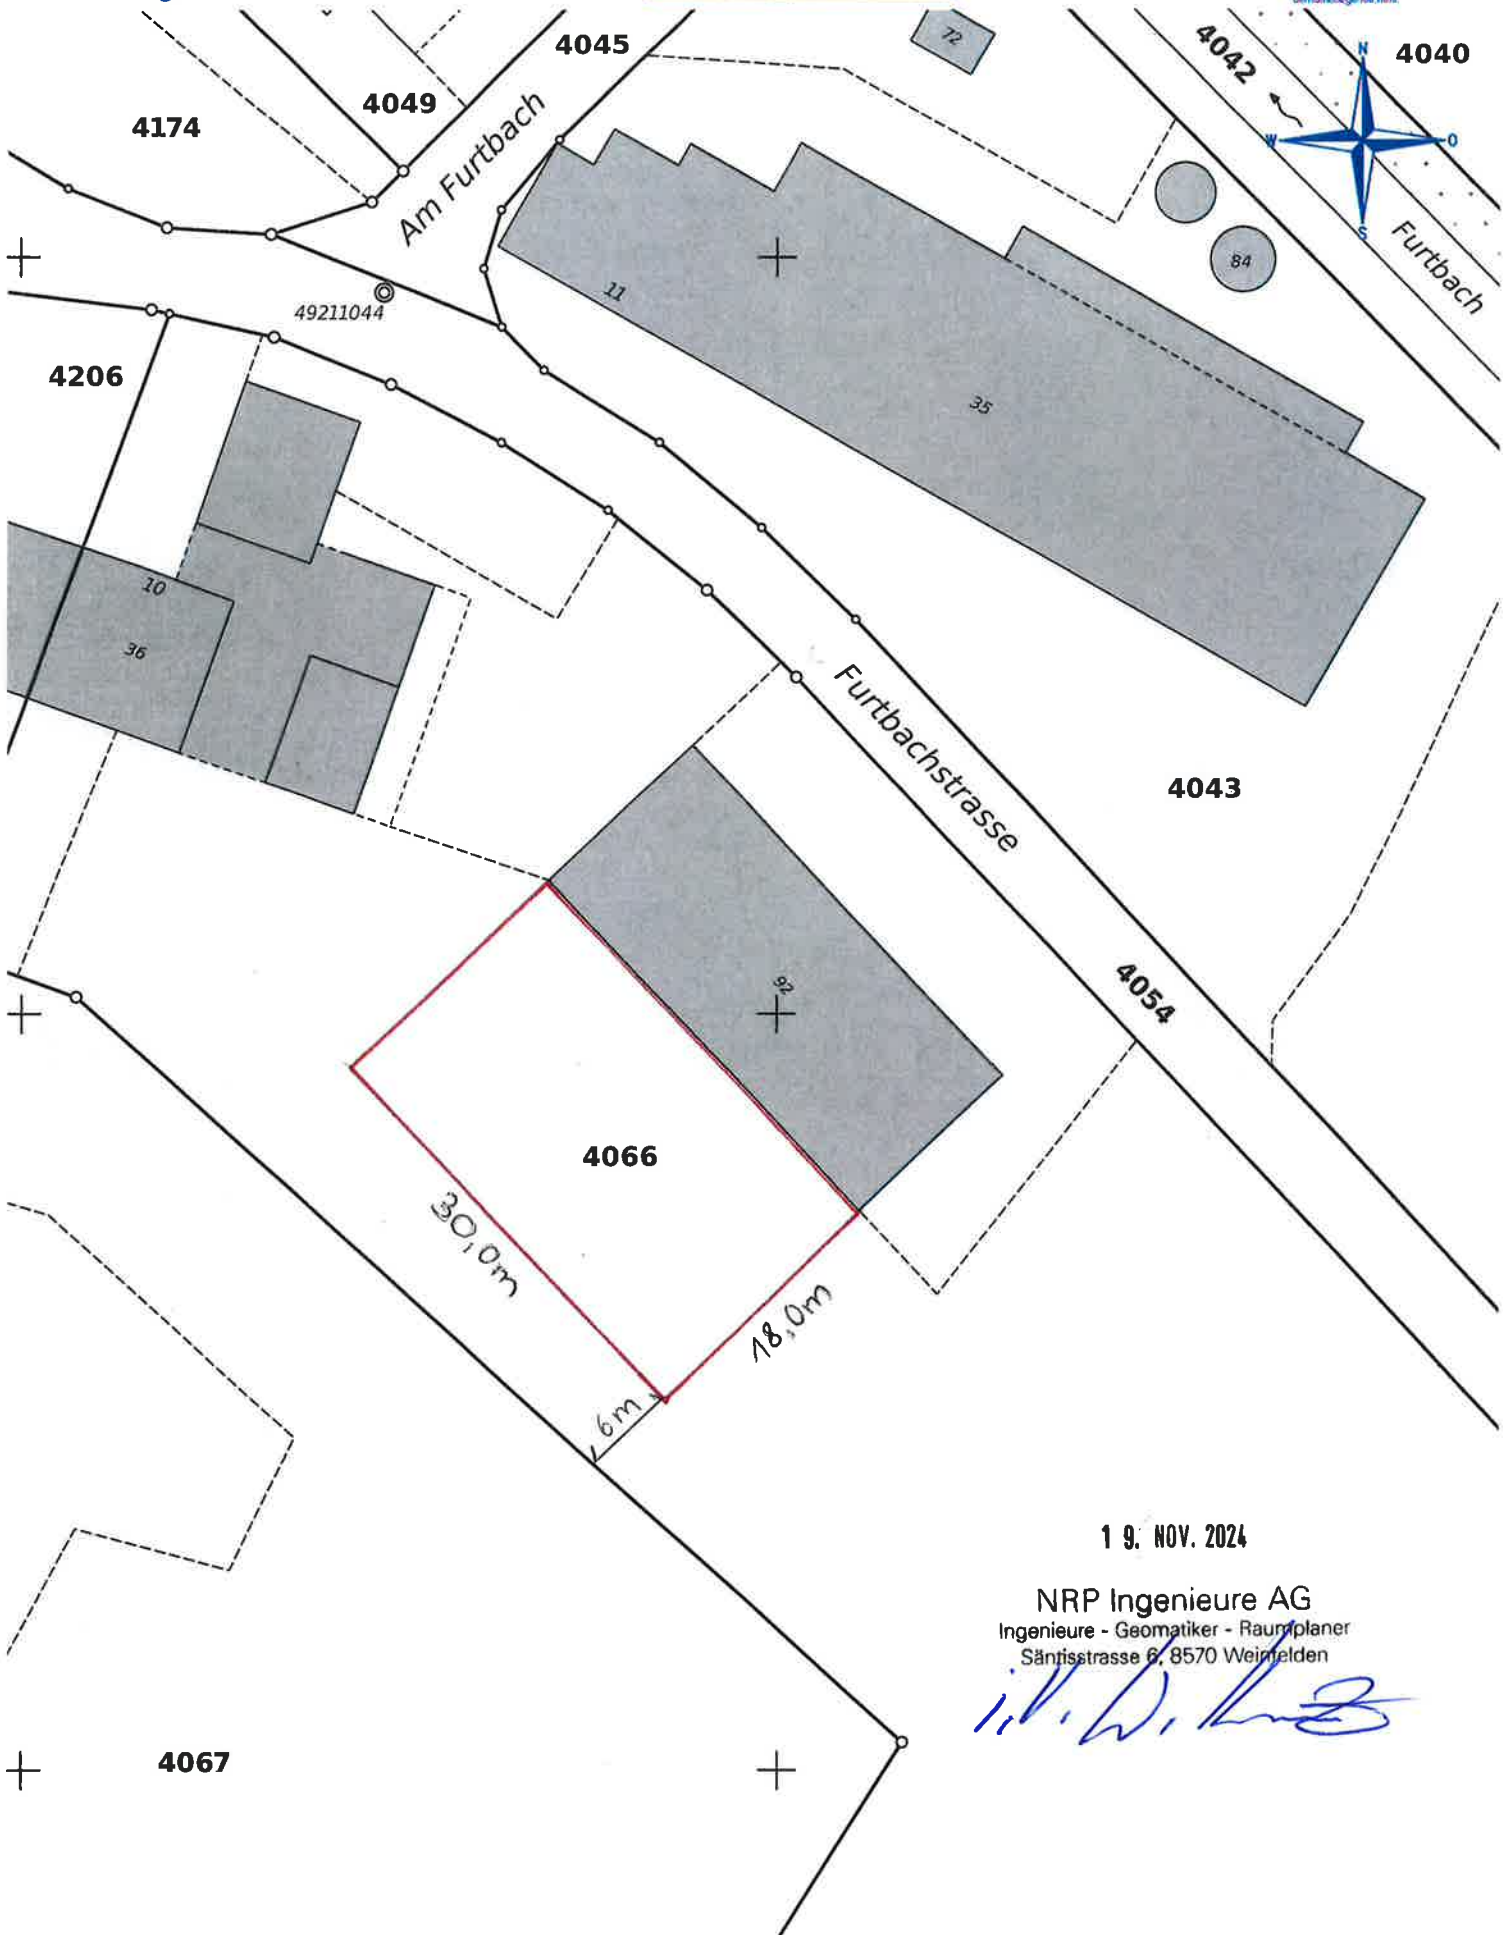 4045
72
4042
4040
N
4049
4174
W
O
Am Furtbach
S
Furtbach
84
11
49211044
4206
35
10
36
Furtbachstrasse
4043
92
4054
4066
30,0m
18,0m
6m
19. NOV. 2024
NRP Ingenieure AG
Ingenieure - Geomatiker - Raumplaner
Säntisstrasse 6, 8570 Weinfelden
4067